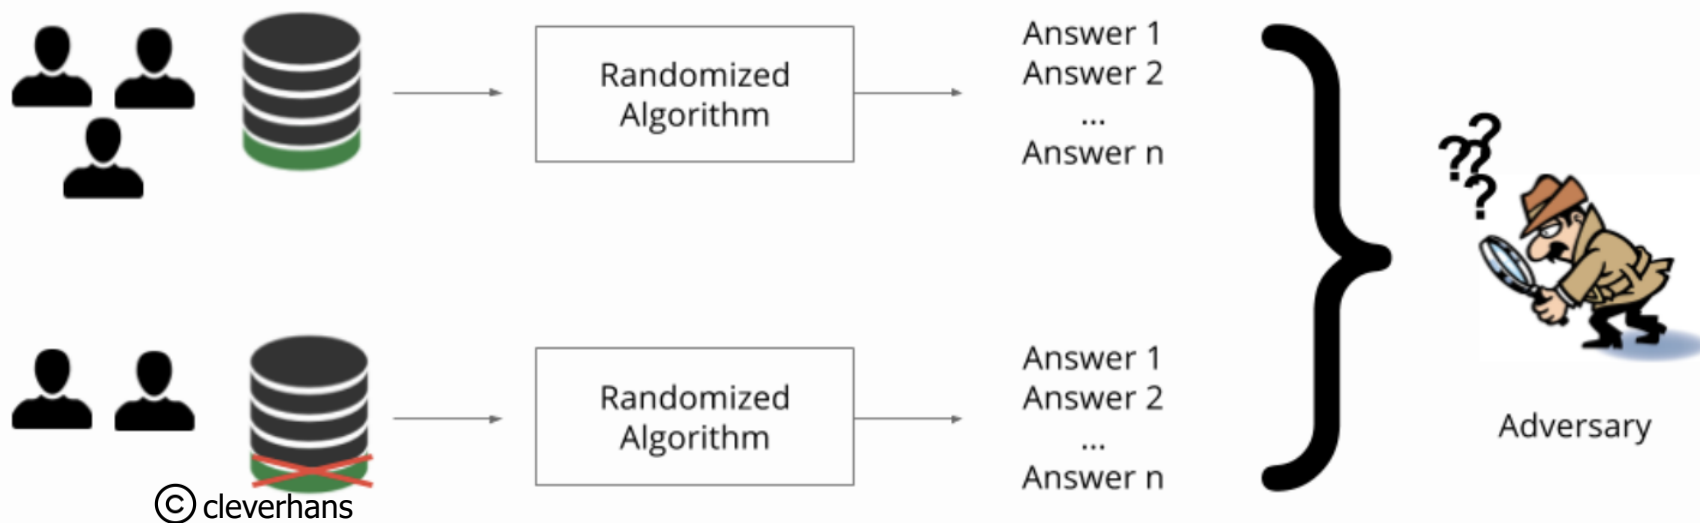 Randomized
Algorithm
Answer 1
Answer 2
...
Answer n
????
Randomized
Algorithm
Answer 1
Answer 2
...
Answer n
Adversary
© cleverhans